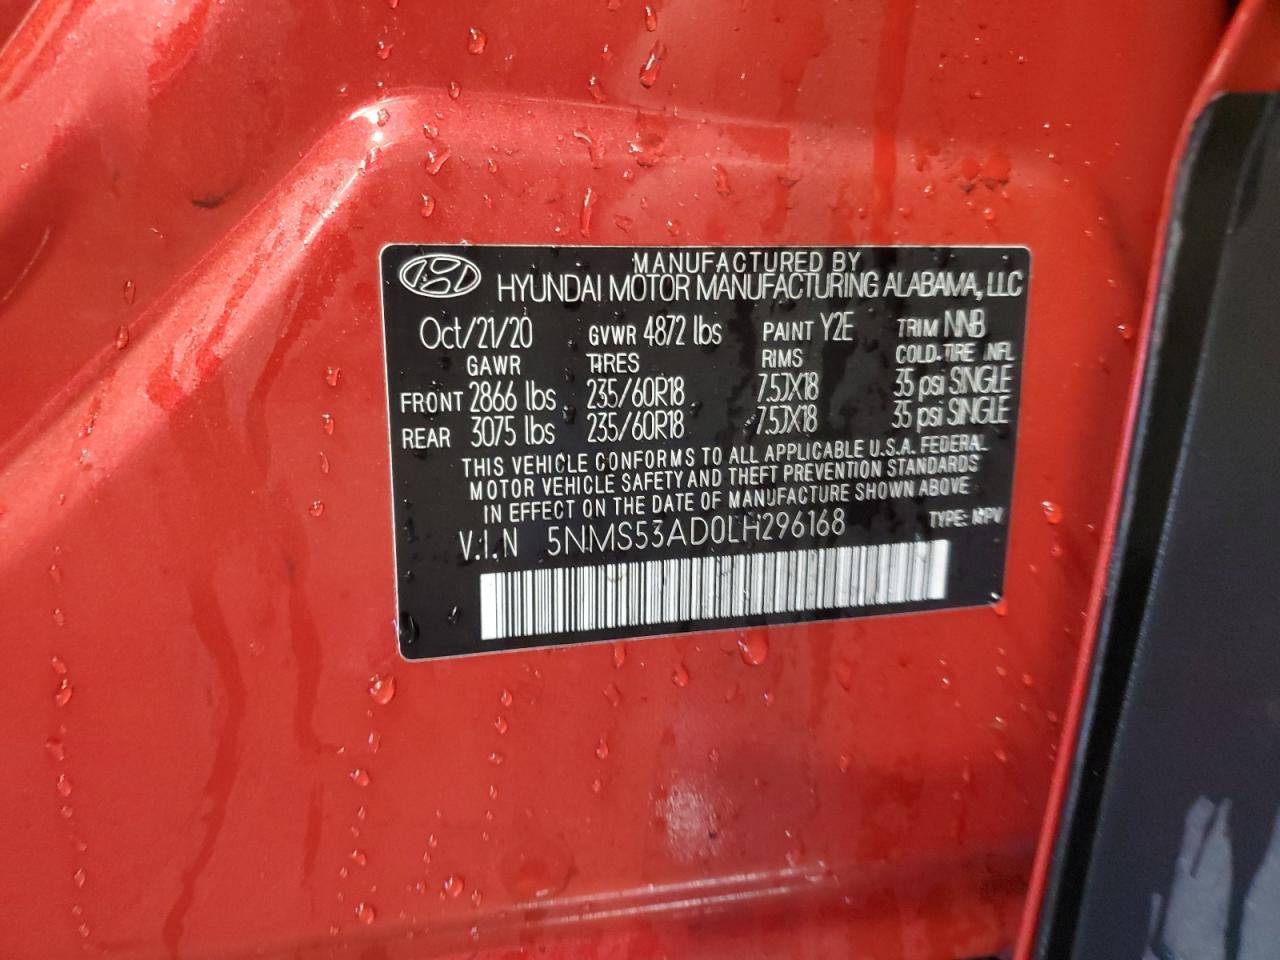 MANUFACTURED BY
HYUNDAI MOTOR MANUFACTURING ALABAMA, LLC
Oct/21/20 GVWR 4872 lbs PAINT Y2E TRIM NNB
GAWR TIRES RIMS COLD-TIRE INFL
FRONT 2866 lbs 235/60R18 7.5JX18 35 psi SINGLE
REAR 3075 lbs 235/60R18 7.5JX18 35 psi SINGLE
THIS VEHICLE CONFORMS TO ALL APPLICABLE U.S.A. FEDERAL
MOTOR VEHICLE SAFETY AND THEFT PREVENTION STANDARDS
IN EFFECT ON THE DATE OF MANUFACTURE SHOWN ABOVE
V.I.N 5NMS53AD0LH296168 TYPE: MPV